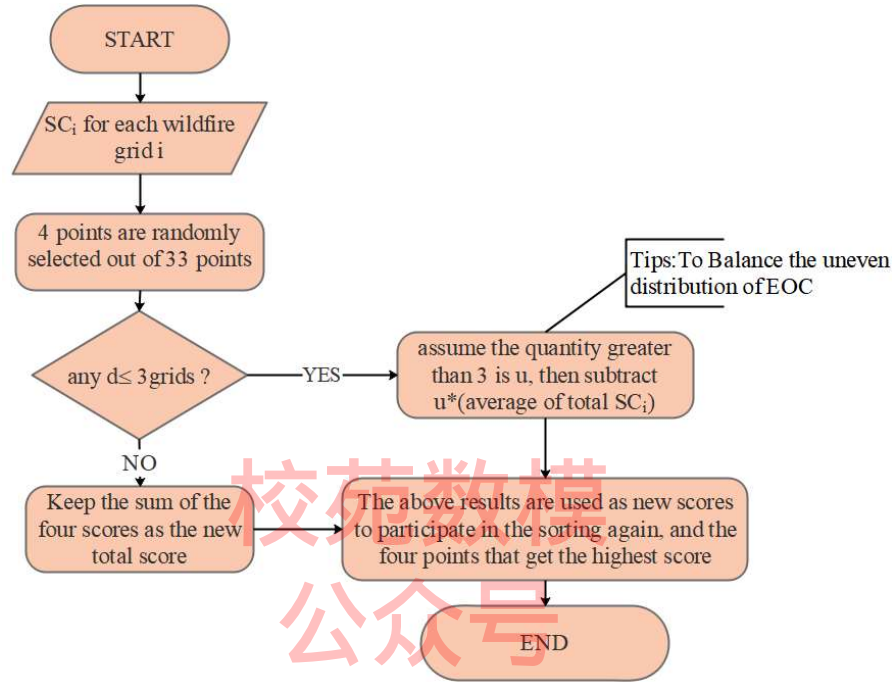 START
SCi for each wildfire
grid i
4 points are randomly
selected out of 33 points
Tips:To Balance the uneven
distribution of EOC
any d≤ 3grids ?
YES
assume the quantity greater
than 3 is u, then subtract
u*(average of total SCi)
NO
Keep the sum of the
four scores as the new
total score
The above results are used as new scores
to participate in the sorting again, and the
four points that get the highest score
END
校苑数模
公众号